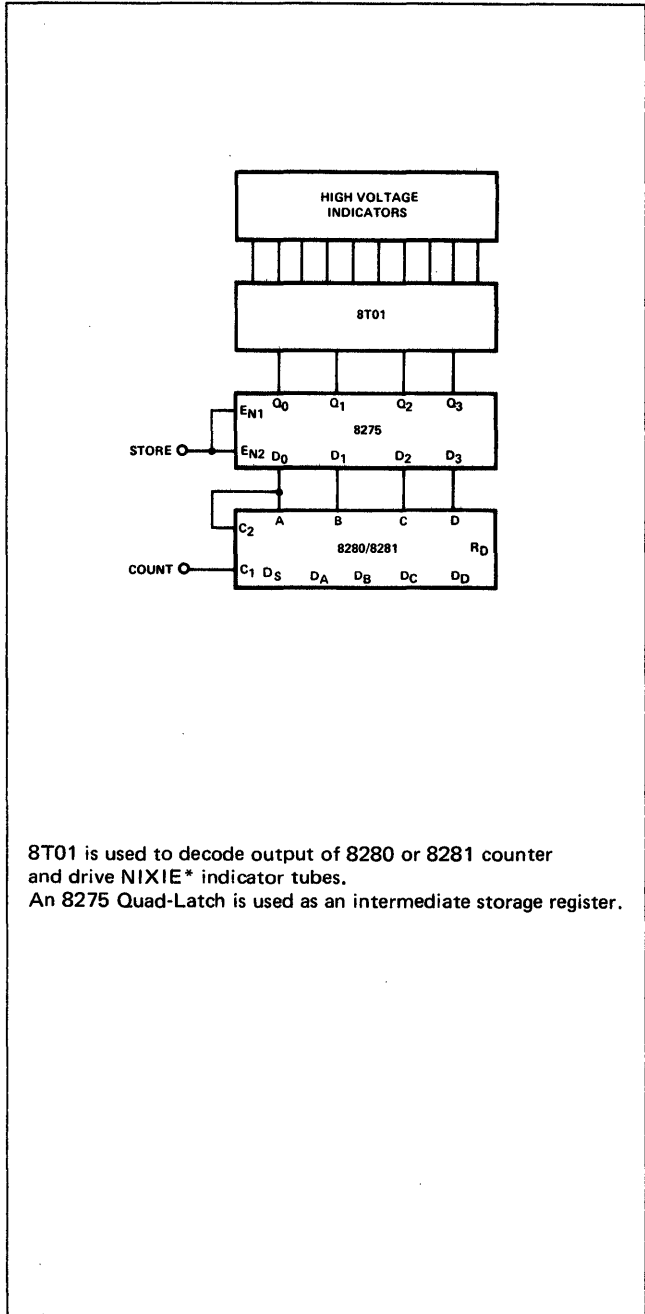 HIGH VOLTAGE
INDICATORS
8T01
EN1 Q0 Q1 Q2 Q3
8275
STORE EN2 D0 D1 D2 D3
C2 A B C D
8280/8281 RD
COUNT C1 DS DA DB DC DD
8T01 is used to decode output of 8280 or 8281 counter
and drive NIXIE* indicator tubes.
An 8275 Quad-Latch is used as an intermediate storage register.